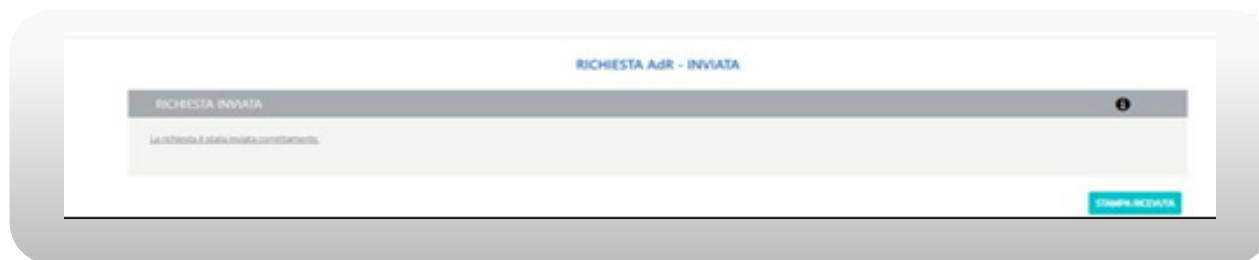 RICHIESTA AdR - INVIATA
RICHIESTA INVIATA
La richiesta è stata inviata correttamente.
STAMPA RICEVUTA